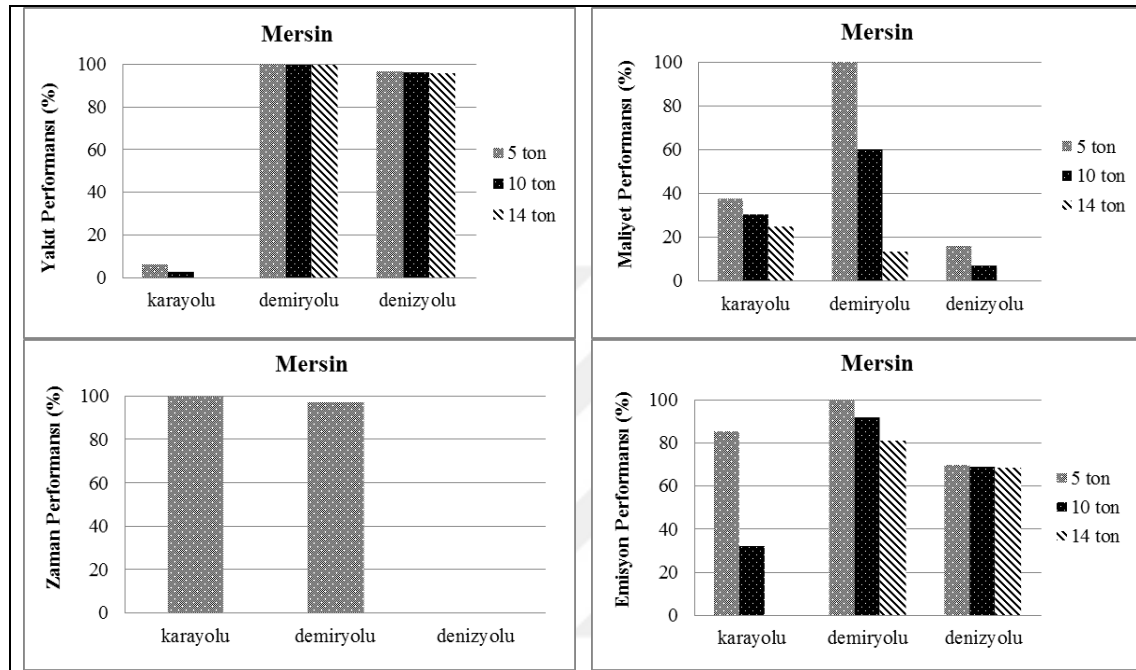 Mersin
Yakıt Performansı (%)
100
80
60
40
20
0
karayolu demiryolu denizyolu
5 ton
10 ton
14 ton
Mersin
Maliyet Performansı (%)
100
80
60
40
20
0
karayolu demiryolu denizyolu
5 ton
10 ton
14 ton
Mersin
Zaman Performansı (%)
100
80
60
40
20
0
karayolu demiryolu denizyolu
Mersin
Emisyon Performansı (%)
100
80
60
40
20
0
karayolu demiryolu denizyolu
5 ton
10 ton
14 ton